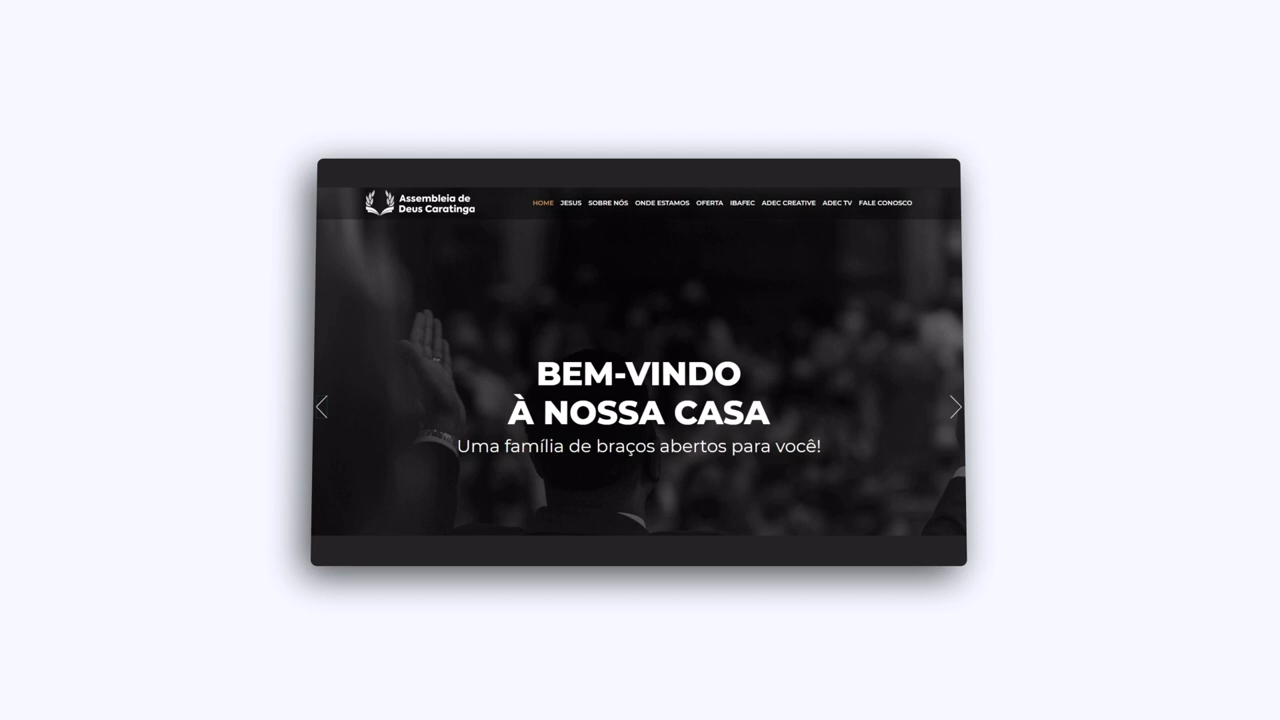 Assembleia de
Deus Caratinga
HOME JESUS SOBRE NÓS ONDE ESTAMOS OFERTA IBAFEC ADEC CREATIVE ADEC TV FALE CONOSCO
BEM-VINDO
À NOSSA CASA
Uma família de braços abertos para você!